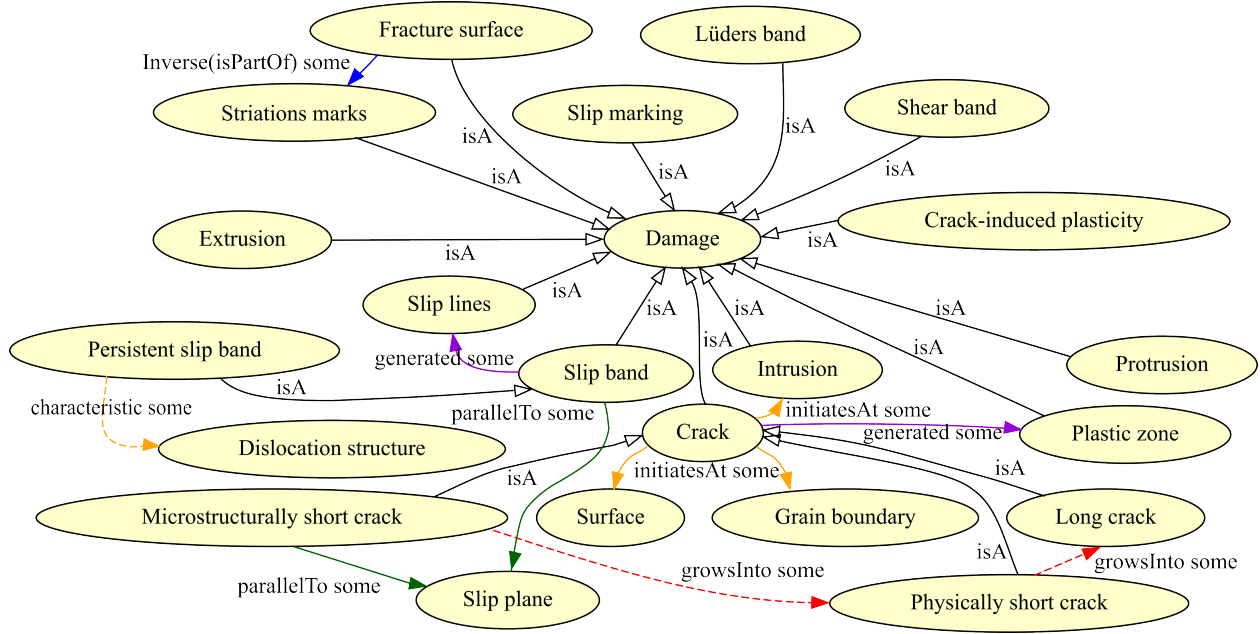 Fracture surface
Lüders band
Inverse(isPartOf) some
Striations marks
Slip marking
Shear band
isA
isA
isA
isA
isA
isA
Extrusion
Damage
Crack-induced plasticity
isA
isA
Slip lines
isA
isA
isA
isA
isA
isA
Persistent slip band
generated some
Slip band
Intrusion
Protrusion
isA
characteristic some
parallelTo some
initiatesAt some
Dislocation structure
Crack
generated some
Plastic zone
isA
initiatesAt some
isA
Microstructurally short crack
Surface
Grain boundary
Long crack
isA
parallelTo some
growsInto some
growsInto some
Slip plane
Physically short crack